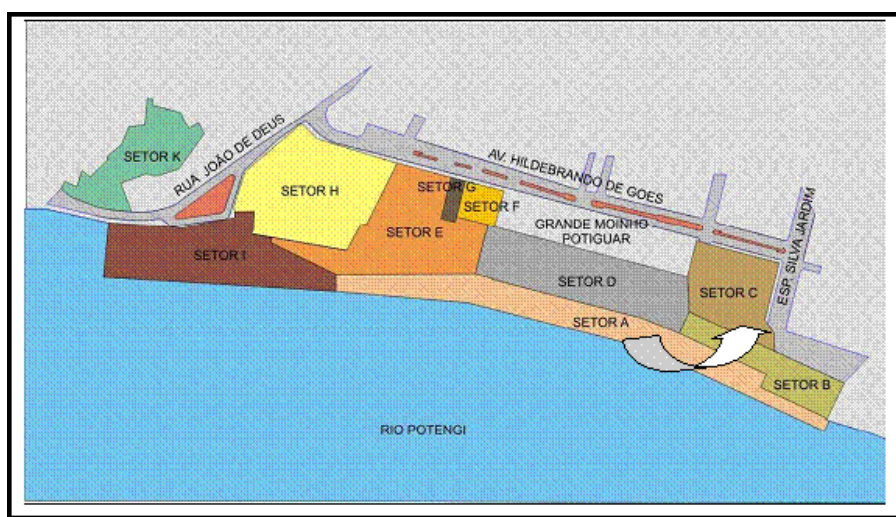 SETOR K
RUA JOÃO DE DEUS
SETOR H
SETOR G
SETOR F
AV. HILDEBRANDO DE GOES
GRANDE MOINHO
POTIGUAR
SETOR E
SETOR I
SETOR D
SETOR C
ESP. SILVA JARDIM
SETOR A
SETOR B
RIO POTENGI